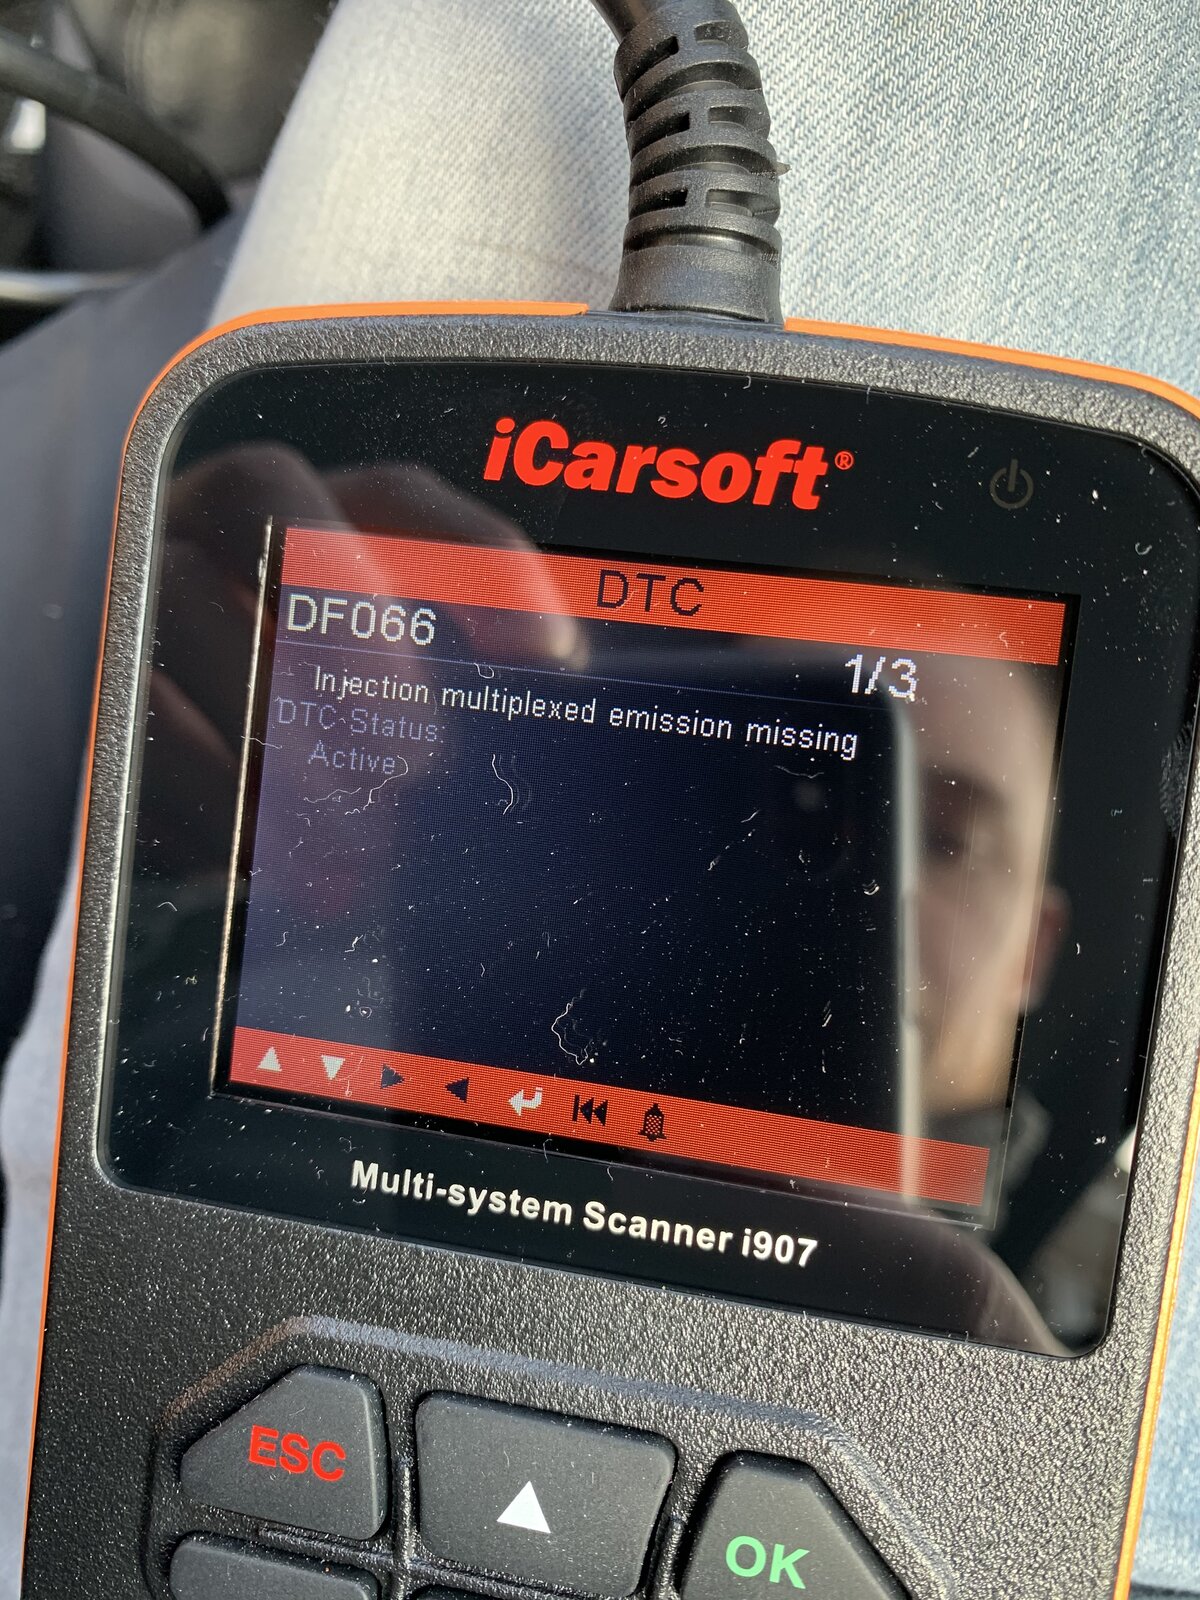 iCarsoft®
DTC
DF066
1/3
Injection multiplexed emission missing
DTC Status:
Active
Multi-system Scanner i907
ESC
OK